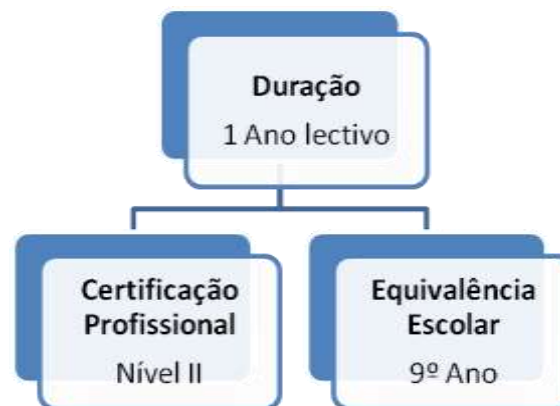 Duração
1 Ano lectivo
Certificação
Profissional
Nível II
Equivalência
Escolar
9º Ano